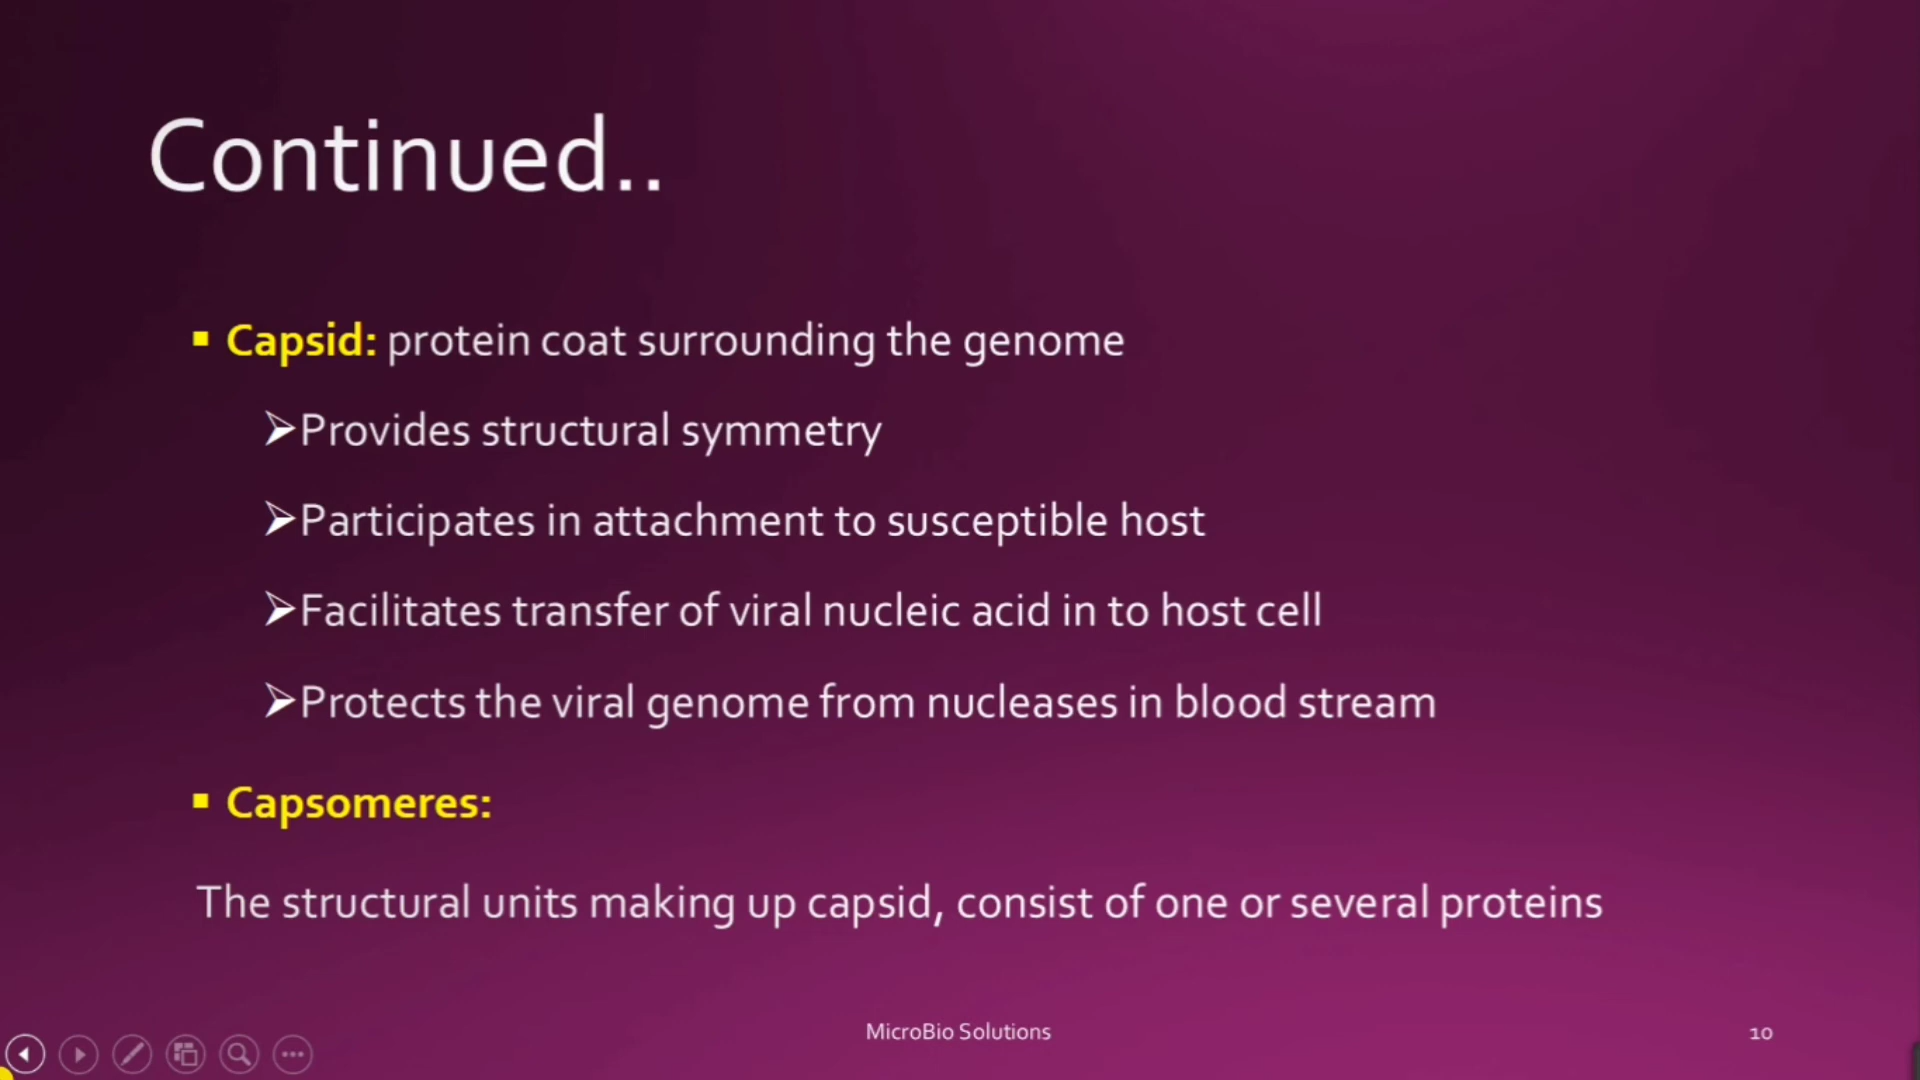 Continued..
▪ Capsid: protein coat surrounding the genome
➢Provides structural symmetry
➢Participates in attachment to susceptible host
➢Facilitates transfer of viral nucleic acid in to host cell
➢Protects the viral genome from nucleases in blood stream
▪ Capsomeres:
The structural units making up capsid, consist of one or several proteins
MicroBio Solutions
10